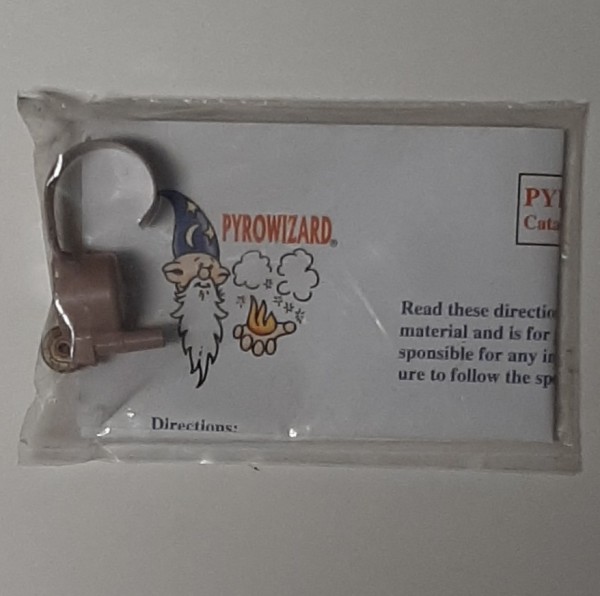 PYROWIZARD®
PY
Cata
Read these directio
material and is for
sponsible for any in
ure to follow the sp
Directions: